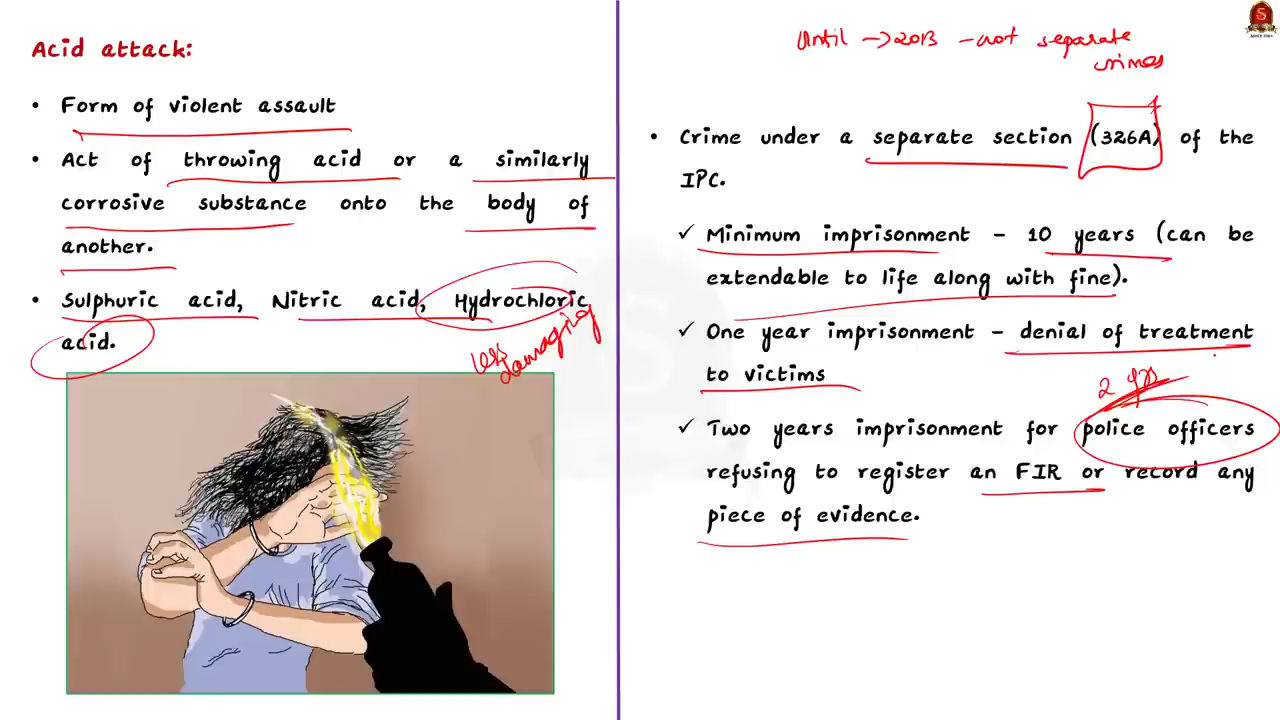 Acid attack:
• Form of violent assault
• Act of throwing acid or a similarly
corrosive substance onto the body of
another.
• Sulphuric acid, Nitric acid, Hydrochloric
acid.
less
damaging
Until → 2013 - not separate
crimes
• Crime under a separate section (326A) of the
IPC.
✓ Minimum imprisonment - 10 years (can be
extendable to life along with fine).
✓ One year imprisonment - denial of treatment
to victims
2 yrs
✓ Two years imprisonment for police officers
refusing to register an FIR or record any
piece of evidence.